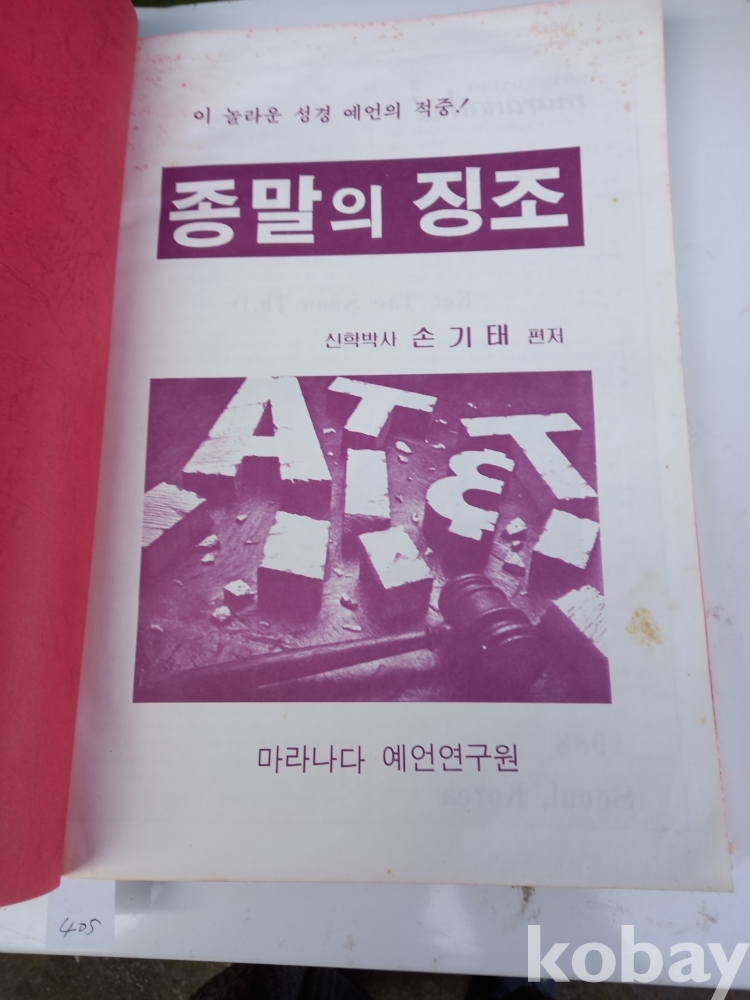 이 놀라운 성경 예언의 적중!
종말의 징조
신학박사 손기태 편저
마라나다 예언연구원
405
kobay